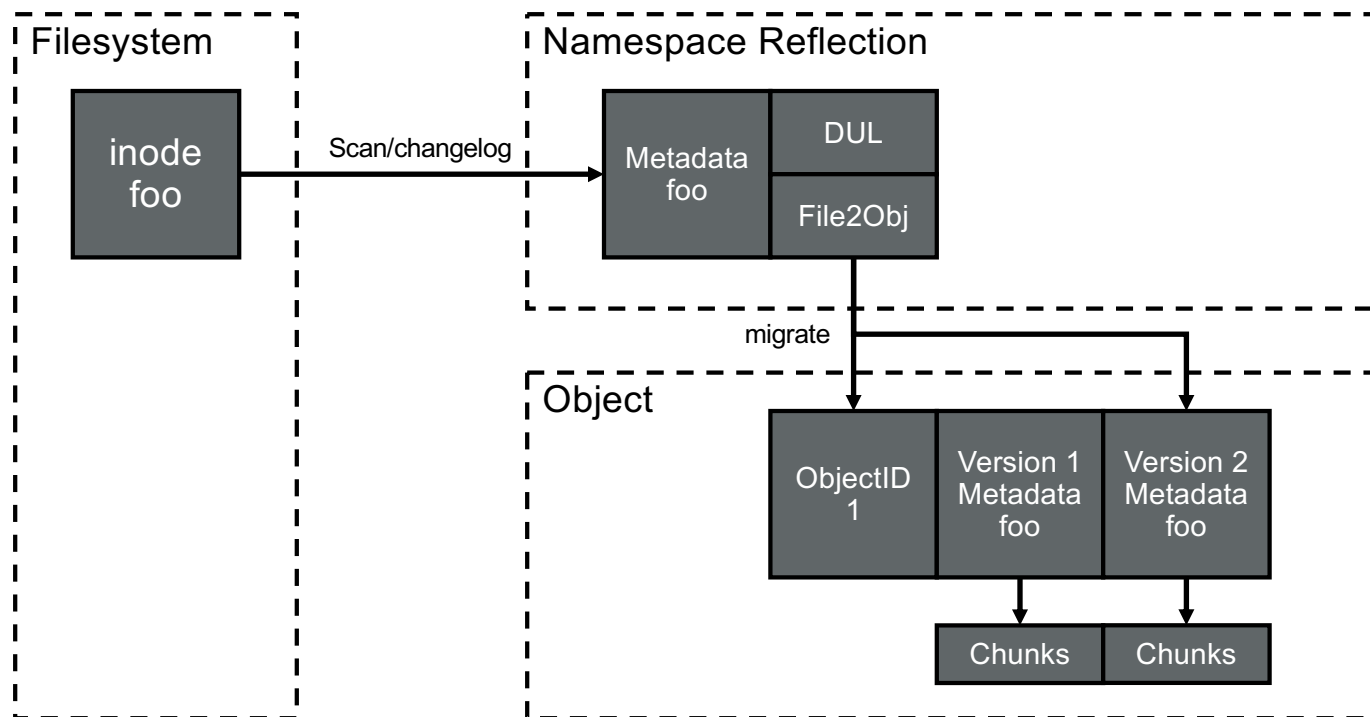 Filesystem
Namespace Reflection
inode
foo
Scan/changelog
Metadata
foo
DUL
File2Obj
migrate
Object
ObjectID
1
Version 1
Metadata
foo
Version 2
Metadata
foo
Chunks
Chunks